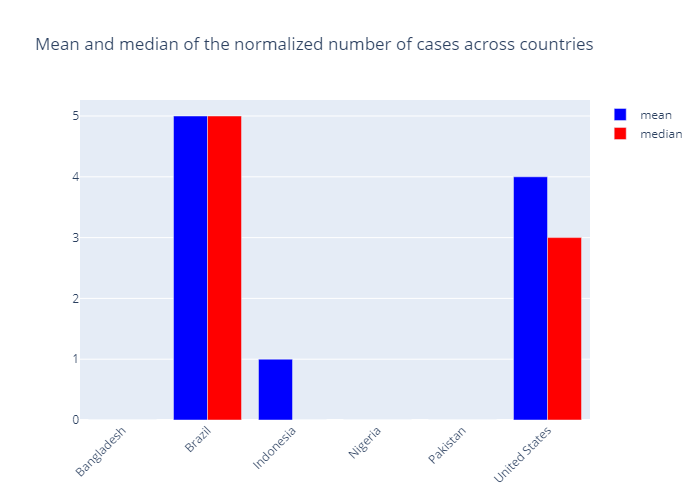 Mean and median of the normalized number of cases across countries
mean
median
5
4
3
2
1
0
Bangladesh
Brazil
Indonesia
Nigeria
Pakistan
United States